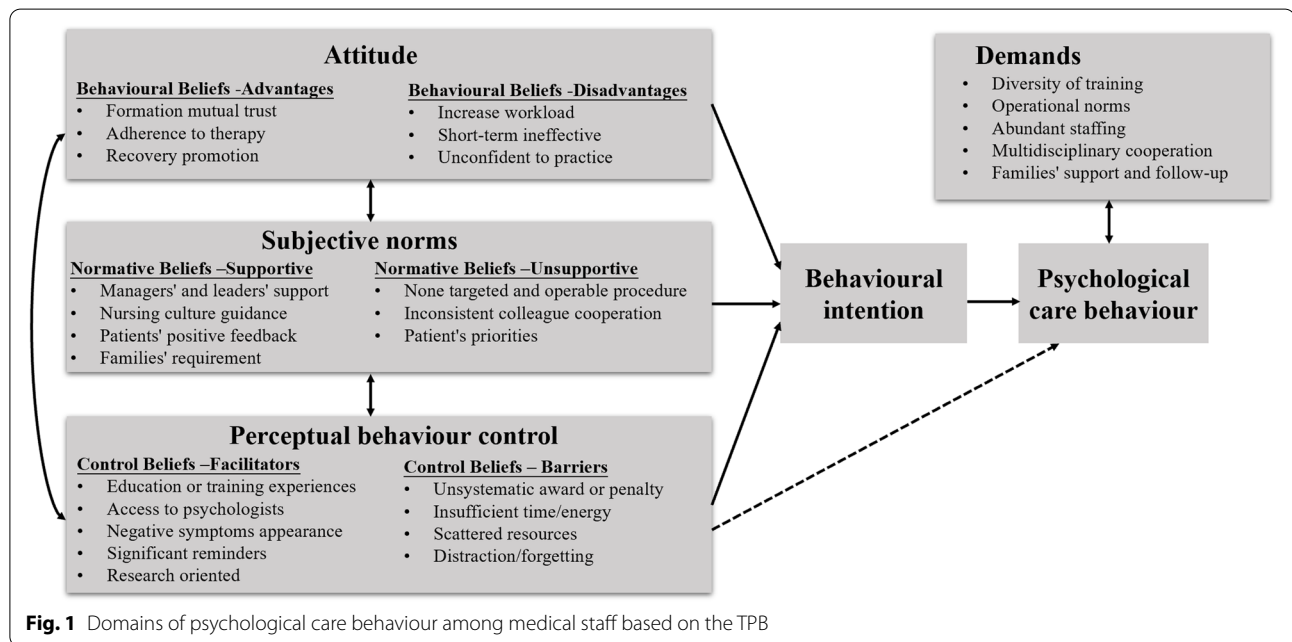 Attitude
Behavioural Beliefs -Advantages
• Formation mutual trust
• Adherence to therapy
• Recovery promotion
Behavioural Beliefs -Disadvantages
• Increase workload
• Short-term ineffective
• Unconfident to practice
Subjective norms
Normative Beliefs –Supportive
• Managers' and leaders' support
• Nursing culture guidance
• Patients' positive feedback
• Families' requirement
Normative Beliefs –Unsupportive
• None targeted and operable procedure
• Inconsistent colleague cooperation
• Patient's priorities
Perceptual behaviour control
Control Beliefs –Facilitators
• Education or training experiences
• Access to psychologists
• Negative symptoms appearance
• Significant reminders
• Research oriented
Control Beliefs – Barriers
• Unsystematic award or penalty
• Insufficient time/energy
• Scattered resources
• Distraction/forgetting
Behavioural
intention
Demands
• Diversity of training
• Operational norms
• Abundant staffing
• Multidisciplinary cooperation
• Families' support and follow-up
Psychological
care behaviour
Fig. 1 Domains of psychological care behaviour among medical staff based on the TPB